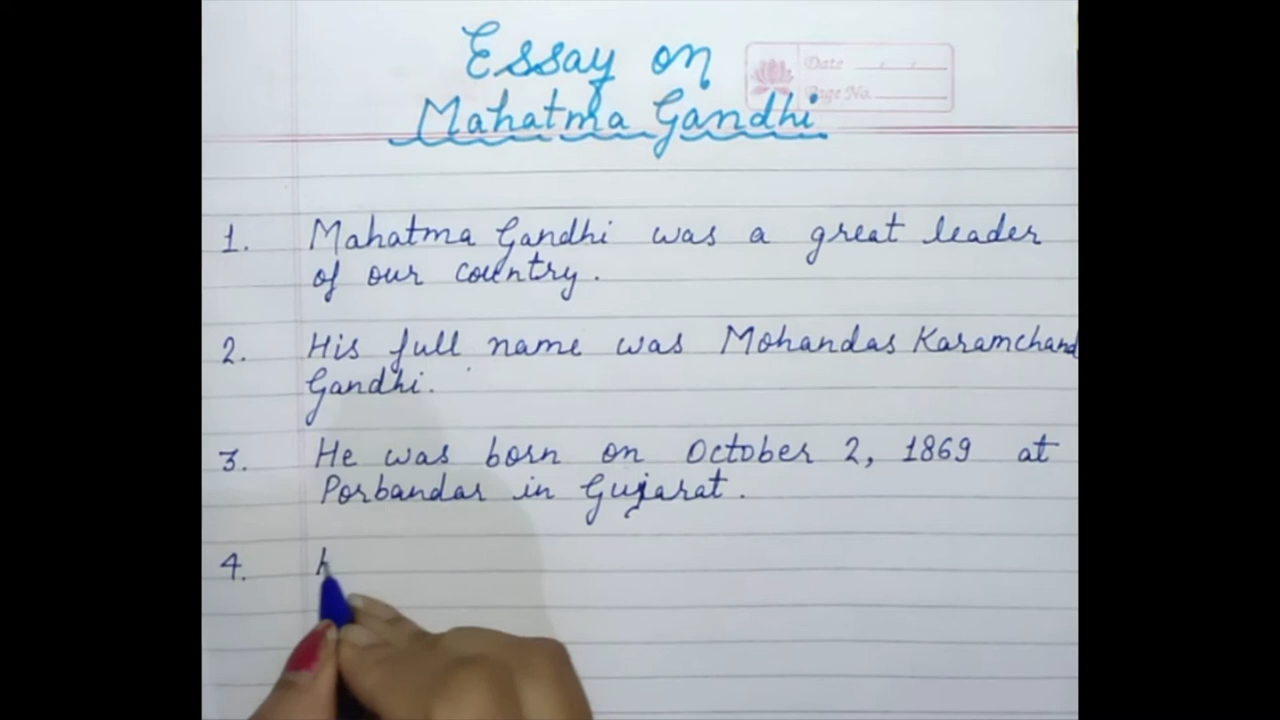 Essay on
Date
Page No.
Mahatma Gandhi
1. Mahatma Gandhi was a great leader
of our country.
2. His full name was Mohandas Karamchand
Gandhi.
3. He was born on October 2, 1869 at
Porbandar in Gujarat.
4.